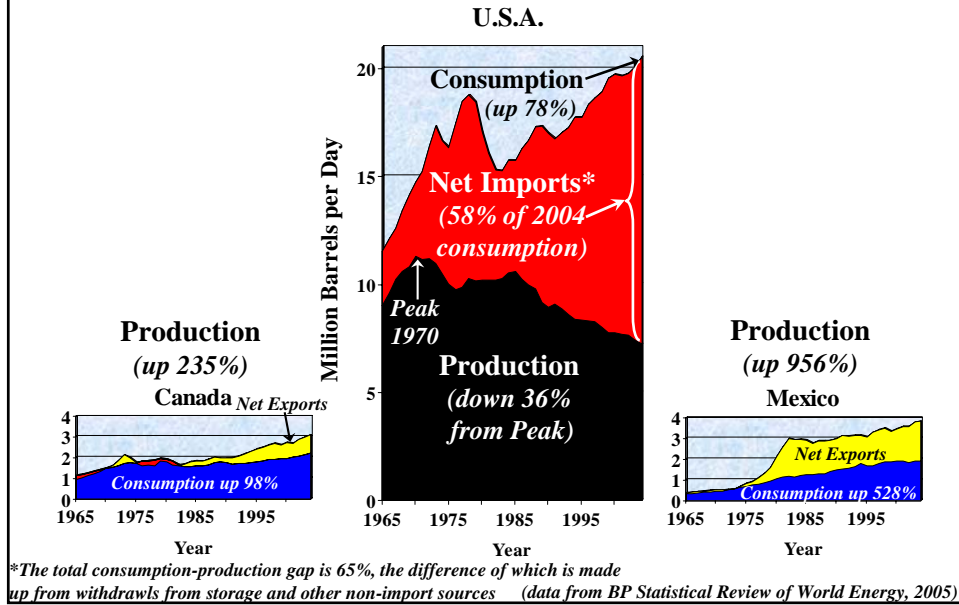 U.S.A.
Million Barrels per Day
20
15
10
5
0
Consumption
(up 78%)
Net Imports*
(58% of 2004
consumption)
Peak
1970
Production
(down 36%
from Peak)
1965
1975
1985
1995
Year
Production
(up 235%)
Canada
Net Exports
4
3
2
1
0
Consumption up 98%
1965
1975
1985
1995
Year
Production
(up 956%)
Mexico
4
3
2
1
0
Net Exports
Consumption up 528%
1965
1975
1985
1995
Year
*The total consumption-production gap is 65%, the difference of which is made
up from withdrawls from storage and other non-import sources (data from BP Statistical Review of World Energy, 2005)